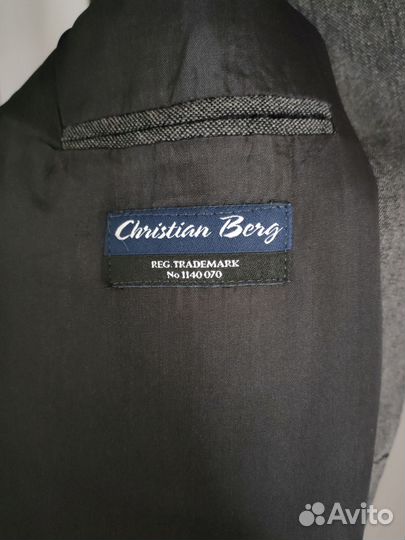 Christian Berg
REG. TRADEMARK
No 1140 070
Avito